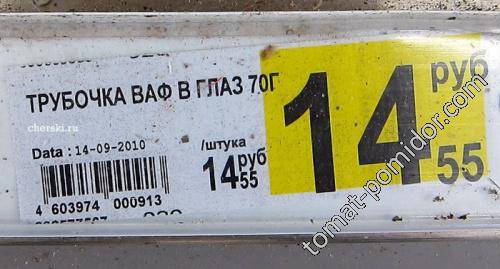 ТРУБОЧКА ВАФ В ГЛАЗ 70Г
cherski.ru
Data : 14-09-2010
/штука
14 руб 55
4 603974 000913
14 руб 55
tomat-pomidor.com